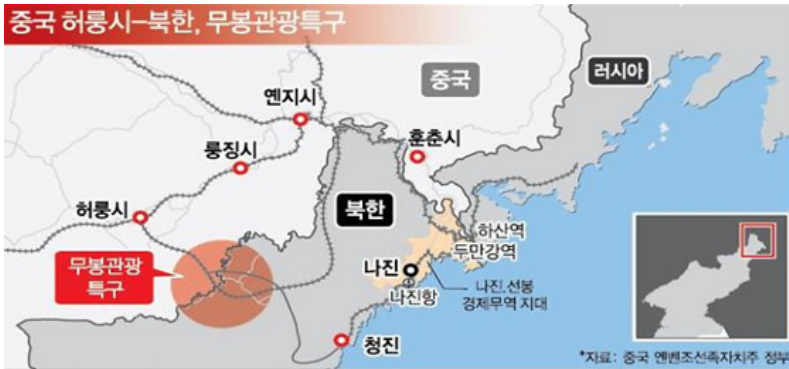 중국 허룽시-북한, 무봉관광특구
중국
러시아
옌지시
훈춘시
룽징시
허룽시
북한
하산역
두만강역
무봉관광
특구
나진
나진항
나진.선봉
경제무역 지대
청진
*자료: 중국 옌볜조선족자치주 정부